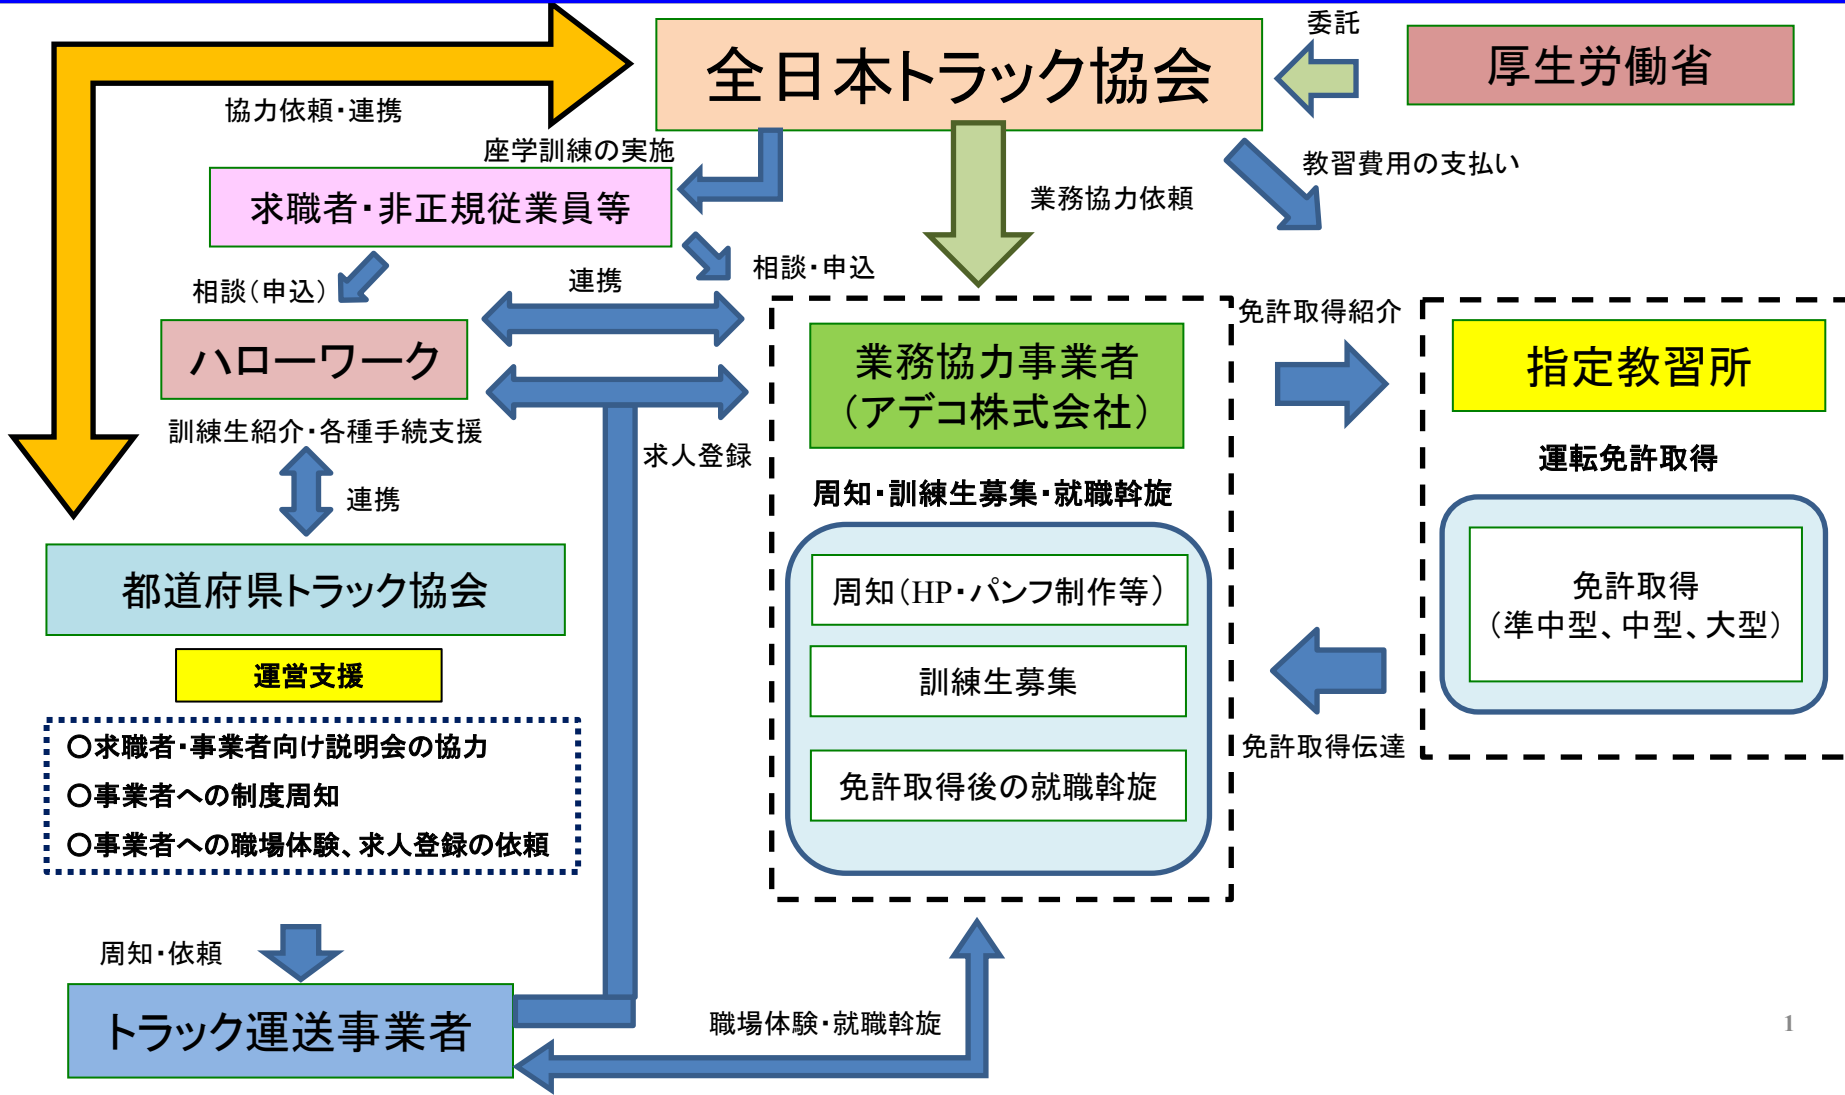 委託
全日本トラック協会
厚生労働省
協力依頼・連携
座学訓練の実施
教習費用の支払い
求職者・非正規従業員等
業務協力依頼
相談・申込
連携
相談(申込)
免許取得紹介
ハローワーク
業務協力事業者
(アデコ株式会社)
指定教習所
訓練生紹介・各種手続支援
求人登録
運転免許取得
連携
周知・訓練生募集・就職斡旋
都道府県トラック協会
周知(HP・パンフ制作等)
免許取得
(準中型、中型、大型)
運営支援
訓練生募集
〇求職者・事業者向け説明会の協力
免許取得伝達
〇事業者への制度周知
免許取得後の就職斡旋
〇事業者への職場体験、求人登録の依頼
周知・依頼
トラック運送事業者
職場体験・就職斡旋
1